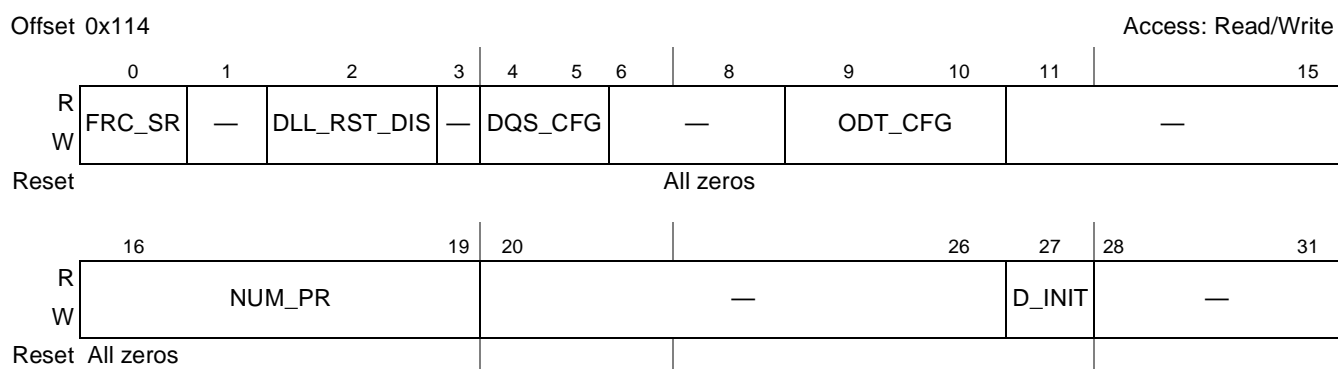 Offset 0x114 Access: Read/Write
0 1 2 3 4 5 6 8 9 10 11 15
R
W
FRC_SR — DLL_RST_DIS — DQS_CFG — ODT_CFG —
Reset All zeros
16 19 20 26 27 28 31
R
W
NUM_PR — D_INIT —
Reset All zeros